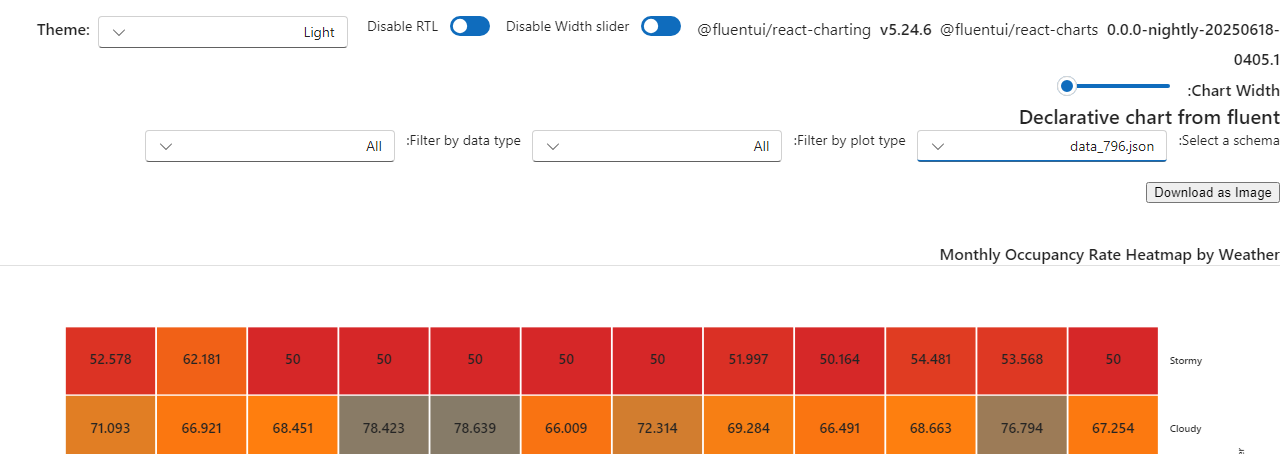 Theme: Light Disable RTL Disable Width slider @fluentui/react-charting v5.24.6 @fluentui/react-charts 0.0.0-nightly-20250618-
0405.1
:Chart Width
Declarative chart from fluent
:Select a schema data_796.json :Filter by plot type All :Filter by data type All
Download as Image
Monthly Occupancy Rate Heatmap by Weather
52.578 62.181 50 50 50 50 50 51.997 50.164 54.481 53.568 50 Stormy
71.093 66.921 68.451 78.423 78.639 66.009 72.314 69.284 66.491 68.663 76.794 67.254 Cloudy